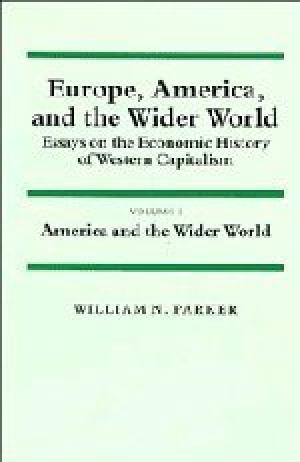 Europe, America,
and the Wider World
Essays on the Economic History
of Western Capitalism
VOLUME
America and the Wider World
WILLIAM N. PARKER